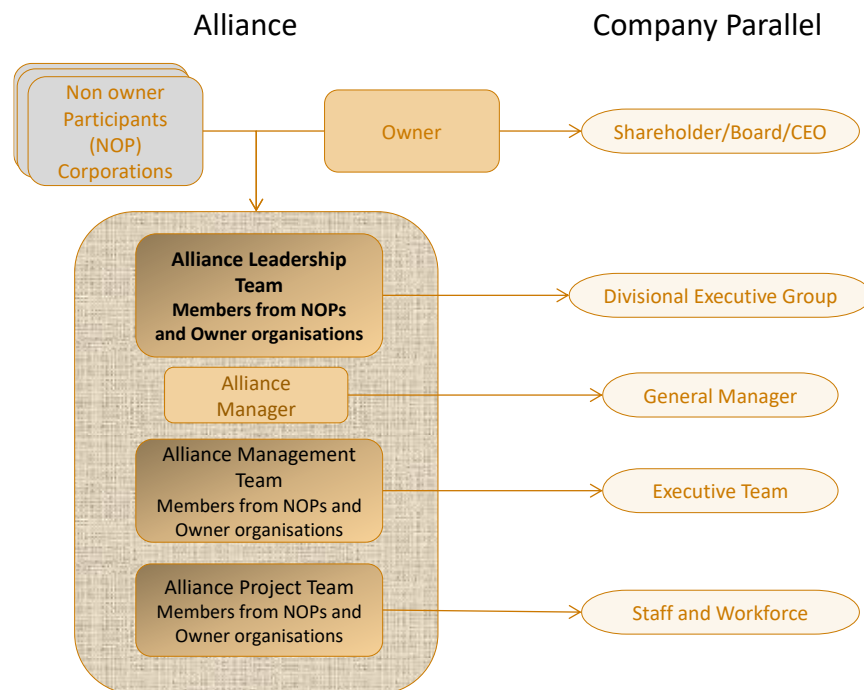 Alliance
Company Parallel
Non owner
Participants
(NOP)
Corporations
Owner
Shareholder/Board/CEO
Alliance Leadership
Team
Members from NOPs
and Owner organisations
Divisional Executive Group
Alliance
Manager
General Manager
Alliance Management
Team
Members from NOPs and
Owner organisations
Executive Team
Alliance Project Team
Members from NOPs and
Owner organisations
Staff and Workforce